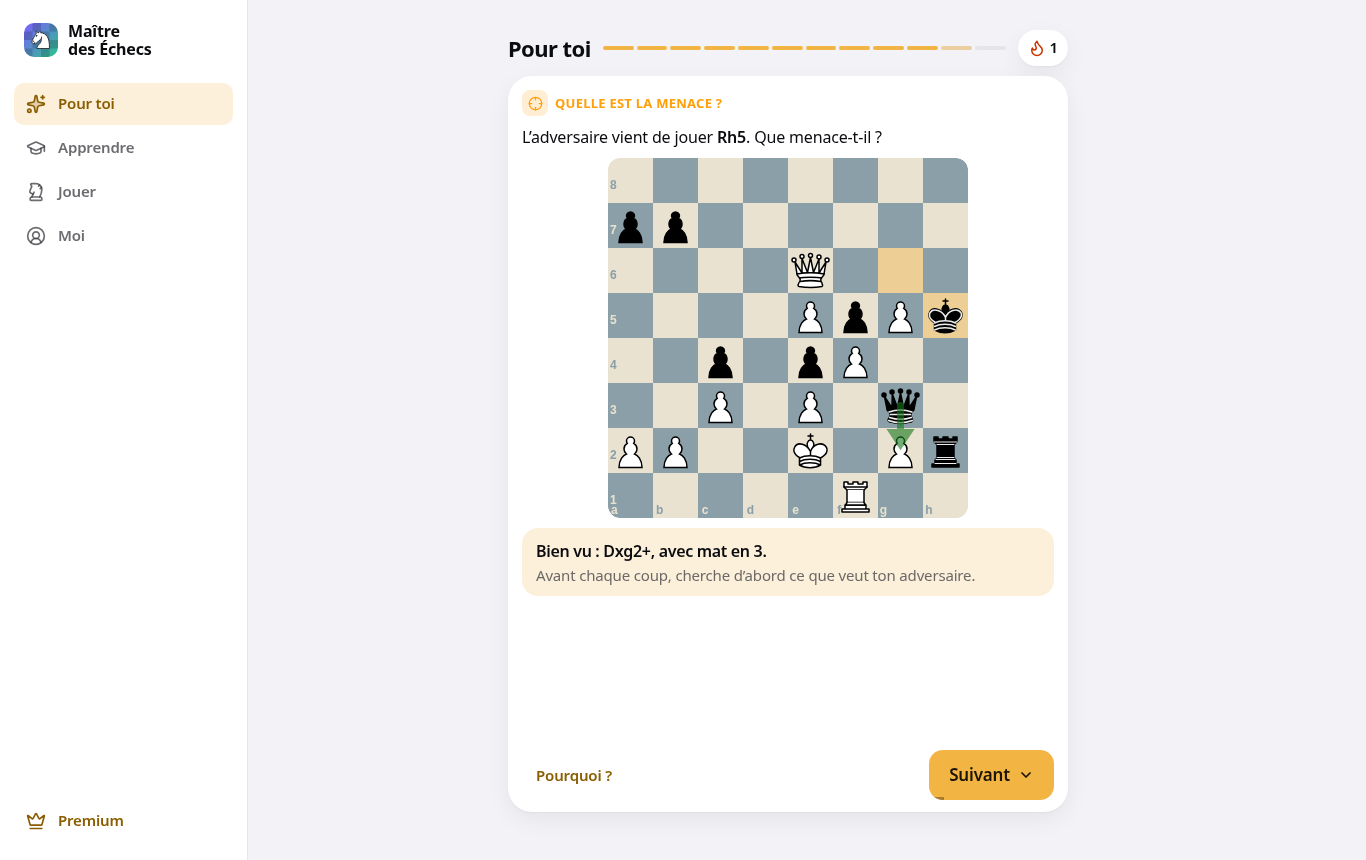 Maître
des Échecs
Pour toi
Apprendre
Jouer
Moi
Premium
Pour toi
1
QUELLE EST LA MENACE ?
L’adversaire vient de jouer Rh5. Que menace-t-il ?
8
7
6
5
4
3
2
1
a b c d e f g h
Bien vu : Dxg2+, avec mat en 3.
Avant chaque coup, cherche d’abord ce que veut ton adversaire.
Pourquoi ?
Suivant